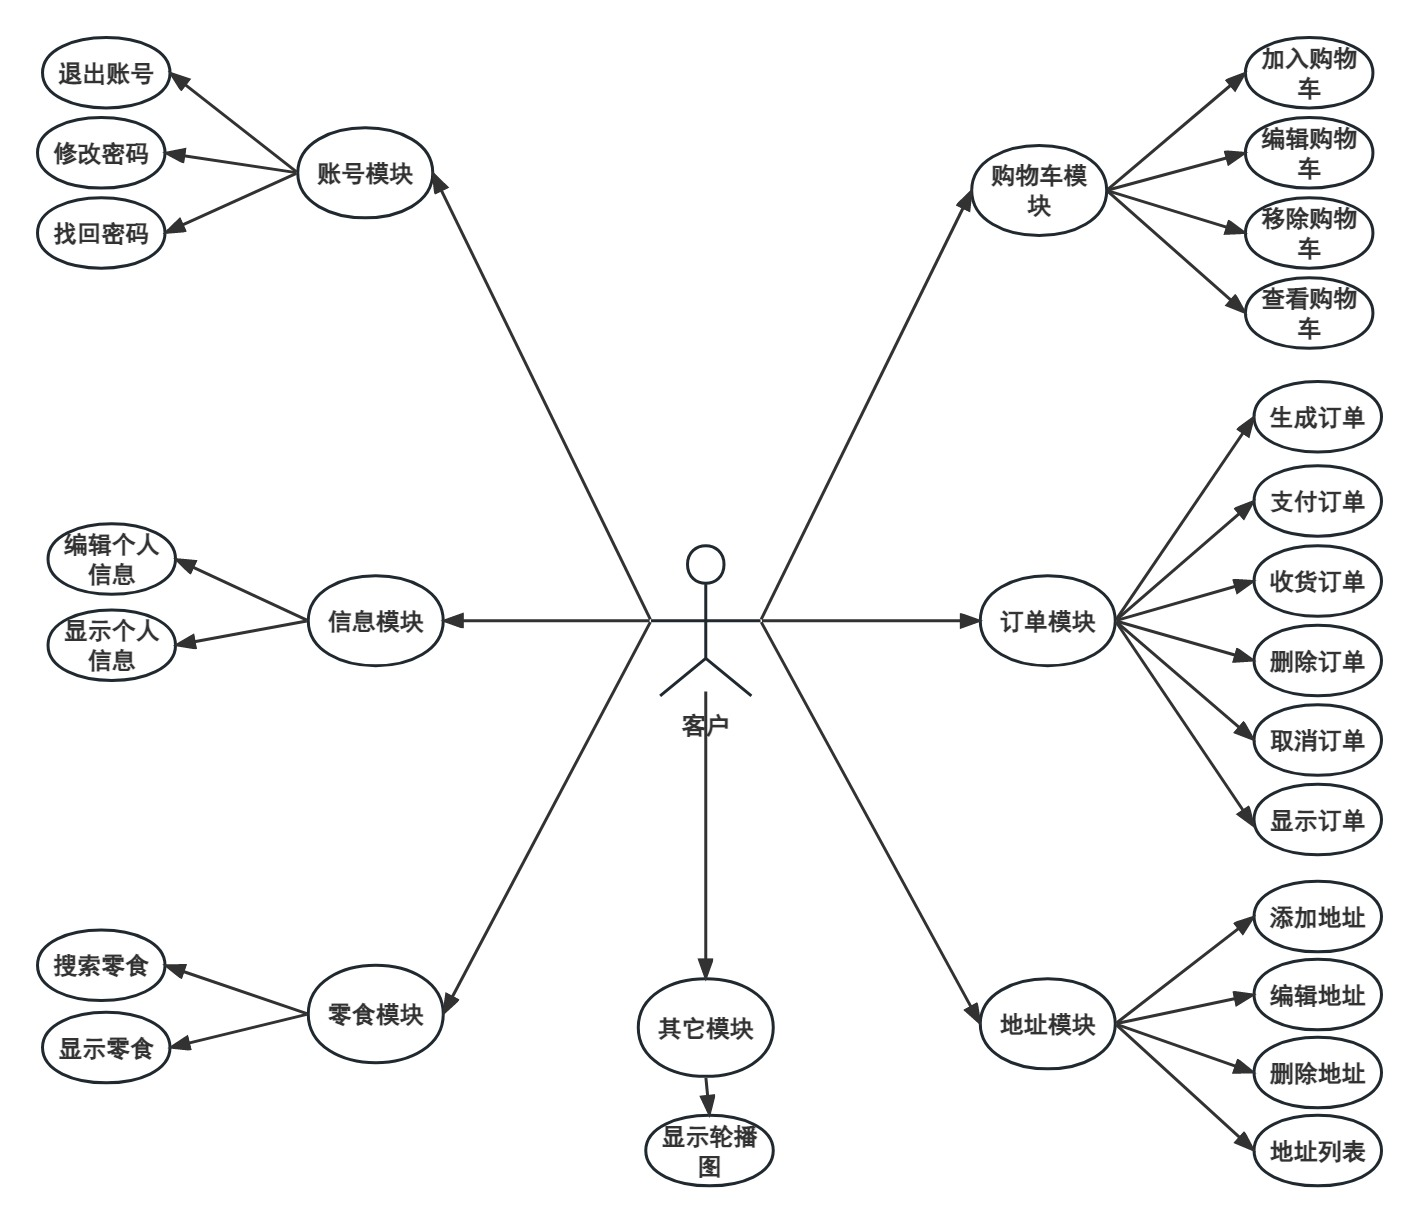 退出账号
修改密码
找回密码
账号模块
编辑个人
信息
显示个人
信息
信息模块
搜索零食
显示零食
零食模块
客户
其它模块
显示轮播
图
购物车模
块
加入购物
车
编辑购物
车
移除购物
车
查看购物
车
订单模块
生成订单
支付订单
收货订单
删除订单
取消订单
显示订单
地址模块
添加地址
编辑地址
删除地址
地址列表